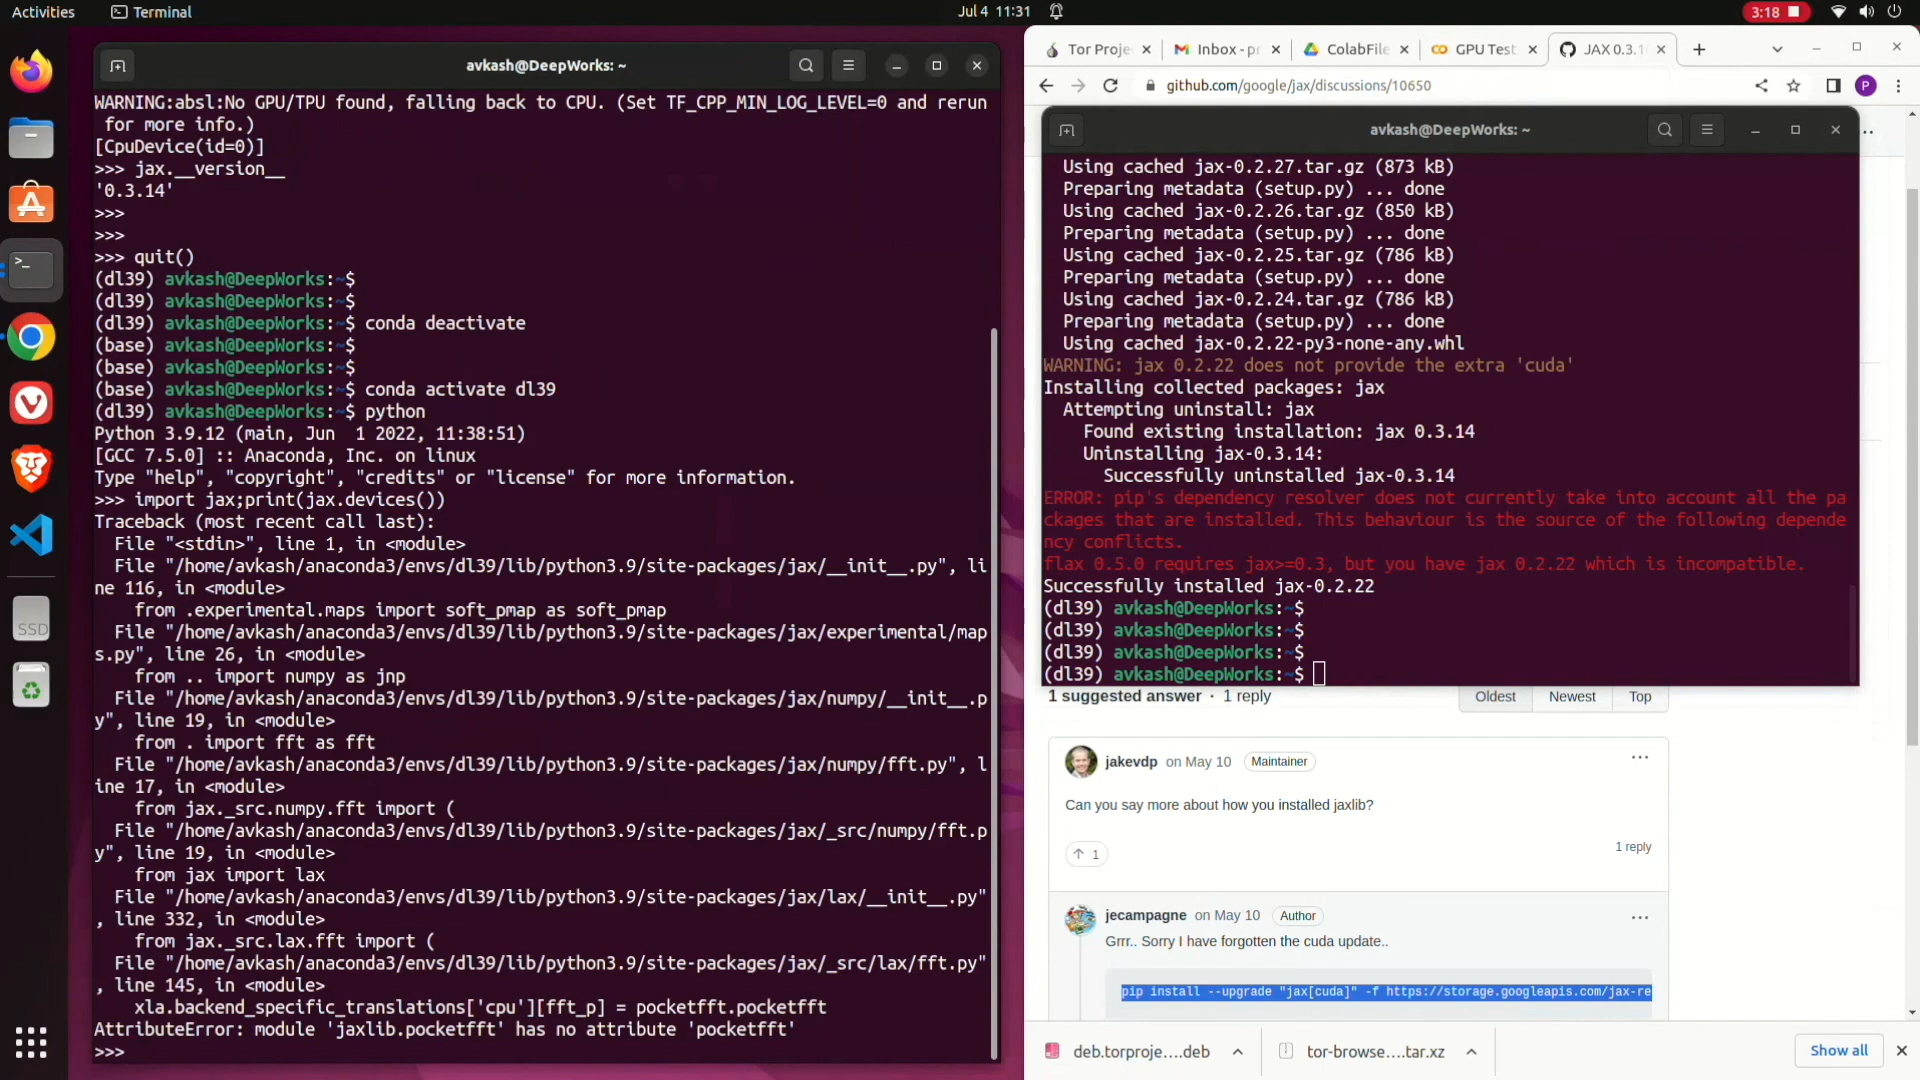 Activities
Terminal
Jul 4 11:31
3:18
avkash@DeepWorks: ~
WARNING:absl:No GPU/TPU found, falling back to CPU. (Set TF_CPP_MIN_LOG_LEVEL=0 and rerun
for more info.)
[CpuDevice(id=0)]
>>> jax.__version__
'0.3.14'
>>>
>>>
>>> quit()
(dl39) avkash@DeepWorks:~$
(dl39) avkash@DeepWorks:~$
(dl39) avkash@DeepWorks:~$ conda deactivate
(base) avkash@DeepWorks:~$
(base) avkash@DeepWorks:~$
(base) avkash@DeepWorks:~$ conda activate dl39
(dl39) avkash@DeepWorks:~$ python
Python 3.9.12 (main, Jun  1 2022, 11:38:51)
[GCC 7.5.0] :: Anaconda, Inc. on linux
Type "help", "copyright", "credits" or "license" for more information.
>>> import jax;print(jax.devices())
Traceback (most recent call last):
File "<stdin>", line 1, in <module>
File "/home/avkash/anaconda3/envs/dl39/lib/python3.9/site-packages/jax/__init__.py", li
ne 116, in <module>
from .experimental.maps import soft_pmap as soft_pmap
File "/home/avkash/anaconda3/envs/dl39/lib/python3.9/site-packages/jax/experimental/map
s.py", line 26, in <module>
from .. import numpy as jnp
File "/home/avkash/anaconda3/envs/dl39/lib/python3.9/site-packages/jax/numpy/__init__.p
y", line 19, in <module>
from . import fft as fft
File "/home/avkash/anaconda3/envs/dl39/lib/python3.9/site-packages/jax/numpy/fft.py", l
ine 17, in <module>
from jax._src.numpy.fft import (
File "/home/avkash/anaconda3/envs/dl39/lib/python3.9/site-packages/jax/_src/numpy/fft.p
y", line 19, in <module>
from jax import lax
File "/home/avkash/anaconda3/envs/dl39/lib/python3.9/site-packages/jax/lax/__init__.py"
, line 332, in <module>
from jax._src.lax.fft import (
File "/home/avkash/anaconda3/envs/dl39/lib/python3.9/site-packages/jax/_src/lax/fft.py"
, line 145, in <module>
xla.backend_specific_translations['cpu'][fft_p] = pocketfft.pocketfft
AttributeError: module 'jaxlib.pocketfft' has no attribute 'pocketfft'
>>>
SSD
Tor Proje
Inbox - pr
ColabFile
GPU Test
JAX 0.3.1
github.com/google/jax/discussions/10650
P
avkash@DeepWorks: ~
Using cached jax-0.2.27.tar.gz (873 kB)
Preparing metadata (setup.py) ... done
Using cached jax-0.2.26.tar.gz (850 kB)
Preparing metadata (setup.py) ... done
Using cached jax-0.2.25.tar.gz (786 kB)
Preparing metadata (setup.py) ... done
Using cached jax-0.2.24.tar.gz (786 kB)
Preparing metadata (setup.py) ... done
Using cached jax-0.2.22-py3-none-any.whl
WARNING: jax 0.2.22 does not provide the extra 'cuda'
Installing collected packages: jax
Attempting uninstall: jax
Found existing installation: jax 0.3.14
Uninstalling jax-0.3.14:
Successfully uninstalled jax-0.3.14
ERROR: pip's dependency resolver does not currently take into account all the pa
ckages that are installed. This behaviour is the source of the following depende
ncy conflicts.
flax 0.5.0 requires jax>=0.3, but you have jax 0.2.22 which is incompatible.
Successfully installed jax-0.2.22
(dl39) avkash@DeepWorks:~$
(dl39) avkash@DeepWorks:~$
(dl39) avkash@DeepWorks:~$
(dl39) avkash@DeepWorks:~$
1 suggested answer · 1 reply
Oldest
Newest
Top
jakevdp on May 10 Maintainer
Can you say more about how you installed jaxlib?
1
1 reply
jecampagne on May 10 Author
Grrr.. Sorry I have forgotten the cuda update..
pip install --upgrade "jax[cuda]" -f https://storage.googleapis.com/jax-re
deb.torproje....deb
tor-browse....tar.xz
Show all